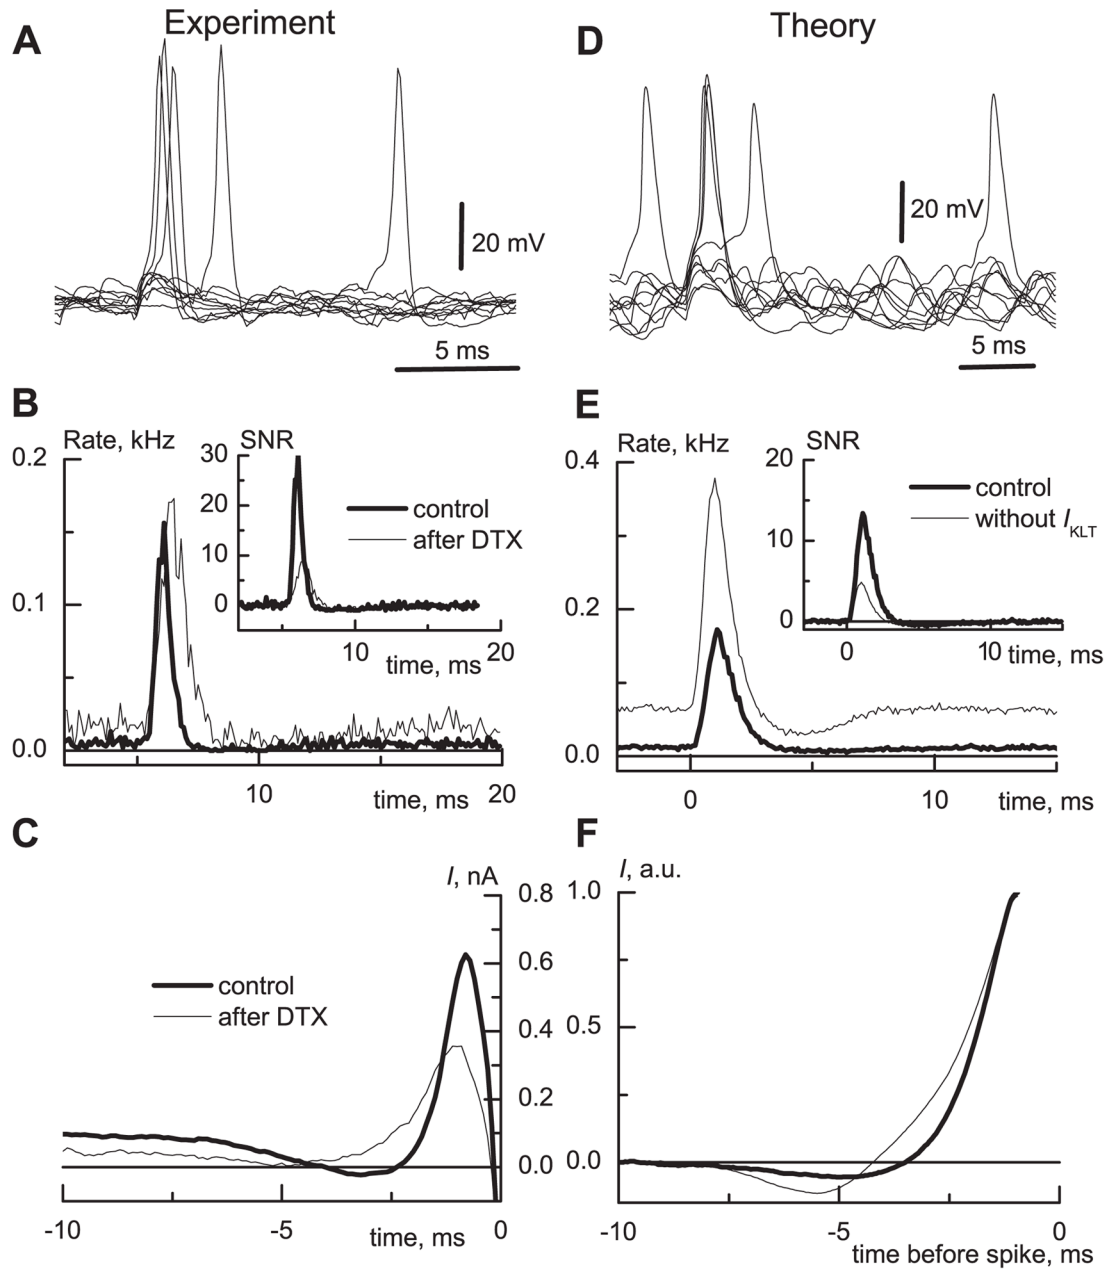 Experiment
Theory
A
D
20 mV
20 mV
5 ms
5 ms
B
E
Rate, kHz
SNR
0.2
0.1
0.0
30
20
10
0
control
after DTX
10
20
time, ms
10
time, ms
20
Rate, kHz
SNR
0.4
0.2
0.0
20
10
0
control
without IKLT
0
10
time, ms
0
10
time, ms
C
F
I, nA
0.8
0.6
0.4
0.2
0.0
control
after DTX
-10
-5
0
time, ms
I, a.u.
1.0
0.5
0.0
-10
-5
0
time before spike, ms